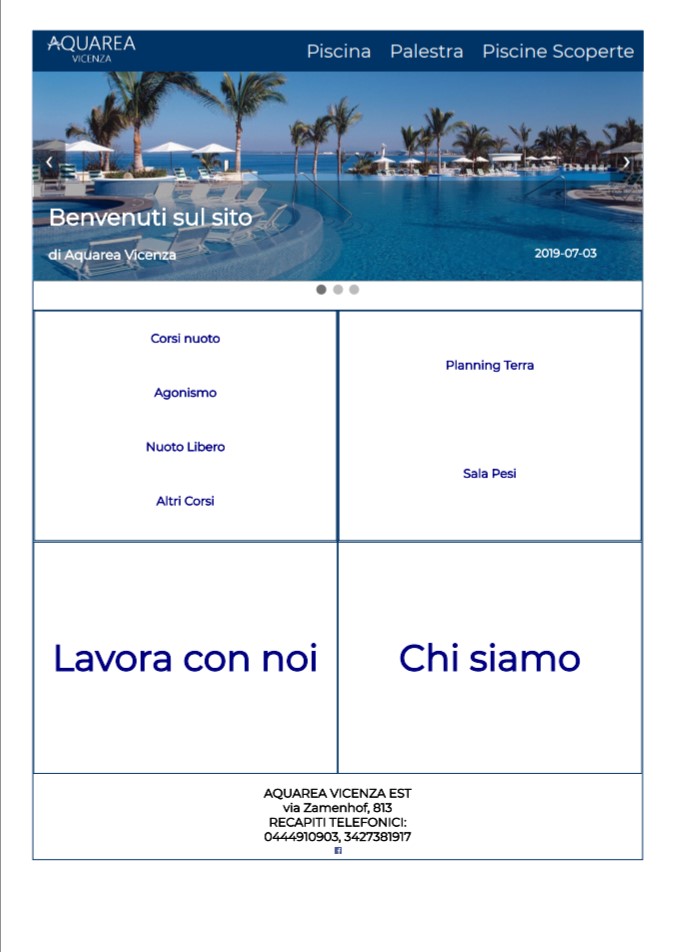 AQUAREA
VICENZA
Piscina Palestra Piscine Scoperte
Benvenuti sul sito
di Aquarea Vicenza
2019-07-03
Corsi nuoto
Agonismo
Nuoto Libero
Altri Corsi
Planning Terra
Sala Pesi
Lavora con noi
Chi siamo
AQUAREA VICENZA EST
via Zamenhof, 813
RECAPITI TELEFONICI:
0444910903, 3427381917